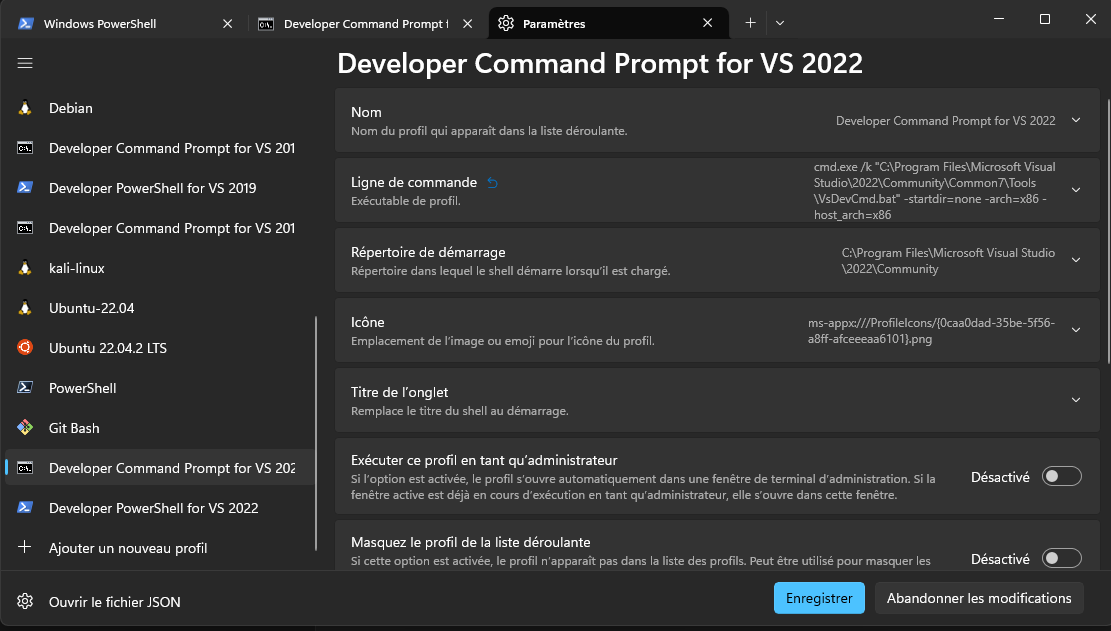 Windows PowerShell
Developer Command Prompt f
Paramètres
Developer Command Prompt for VS 2022
Debian
Developer Command Prompt for VS 201
Developer PowerShell for VS 2019
Developer Command Prompt for VS 201
kali-linux
Ubuntu-22.04
Ubuntu 22.04.2 LTS
PowerShell
Git Bash
Developer Command Prompt for VS 202
Developer PowerShell for VS 2022
Ajouter un nouveau profil
Ouvrir le fichier JSON
Nom
Nom du profil qui apparaît dans la liste déroulante.
Developer Command Prompt for VS 2022
Ligne de commande
Exécutable de profil.
cmd.exe /k "C:\Program Files\Microsoft Visual
Studio\2022\Community\Common7\Tools
\VsDevCmd.bat" -startdir=none -arch=x86 -
host_arch=x86
Répertoire de démarrage
Répertoire dans lequel le shell démarre lorsqu’il est chargé.
C:\Program Files\Microsoft Visual Studio
\2022\Community
Icône
Emplacement de l’image ou emoji pour l’icône du profil.
ms-appx:///ProfileIcons/{0caa0dad-35be-5f56-
a8ff-afceeeaa6101}.png
Titre de l’onglet
Remplace le titre du shell au démarrage.
Exécuter ce profil en tant qu’administrateur
Si l’option est activée, le profil s’ouvre automatiquement dans une fenêtre de terminal d’administration. Si la
fenêtre active est déjà en cours d’exécution en tant qu’administrateur, elle s’ouvre dans cette fenêtre.
Désactivé
Masquez le profil de la liste déroulante
Si cette option est activée, le profil n’apparaît pas dans la liste des profils. Peut être utilisé pour masquer les
Désactivé
Enregistrer
Abandonner les modifications